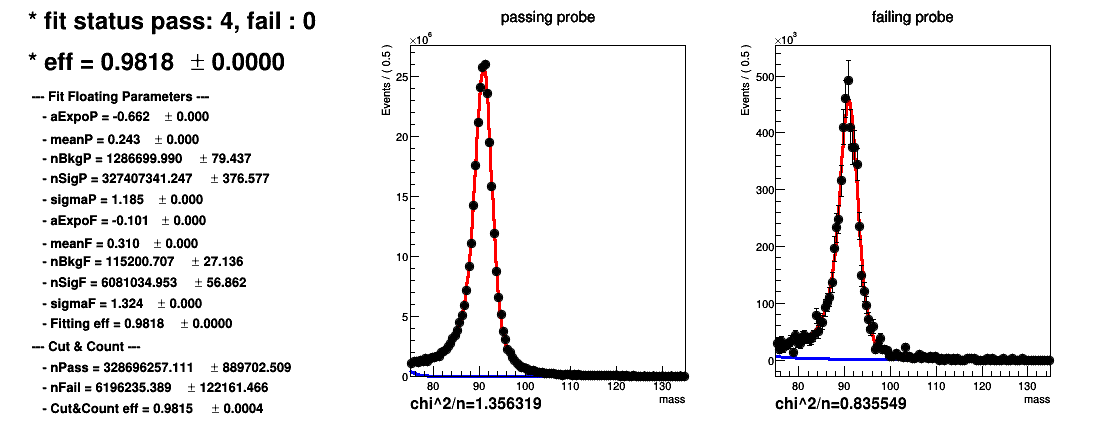 * fit status pass: 4, fail : 0
* eff = 0.9818 ± 0.0000
--- Fit Floating Parameters ---
- aExpoP = -0.662 ± 0.000
- meanP = 0.243 ± 0.000
- nBkgP = 1286699.990 ± 79.437
- nSigP = 327407341.247 ± 376.577
- sigmaP = 1.185 ± 0.000
- aExpoF = -0.101 ± 0.000
- meanF = 0.310 ± 0.000
- nBkgF = 115200.707 ± 27.136
- nSigF = 6081034.953 ± 56.862
- sigmaF = 1.324 ± 0.000
- Fitting eff = 0.9818 ± 0.0000
--- Cut & Count ---
- nPass = 328696257.111 ± 889702.509
- nFail = 6196235.389 ± 122161.466
- Cut&Count eff = 0.9815 ± 0.0004
passing probe
×10⁶
Events / ( 0.5 )
25
20
15
10
5
0
80 90 100 110 120 130
mass
chi^2/n=1.356319
failing probe
×10³
Events / ( 0.5 )
500
400
300
200
100
0
80 90 100 110 120 130
mass
chi^2/n=0.835549